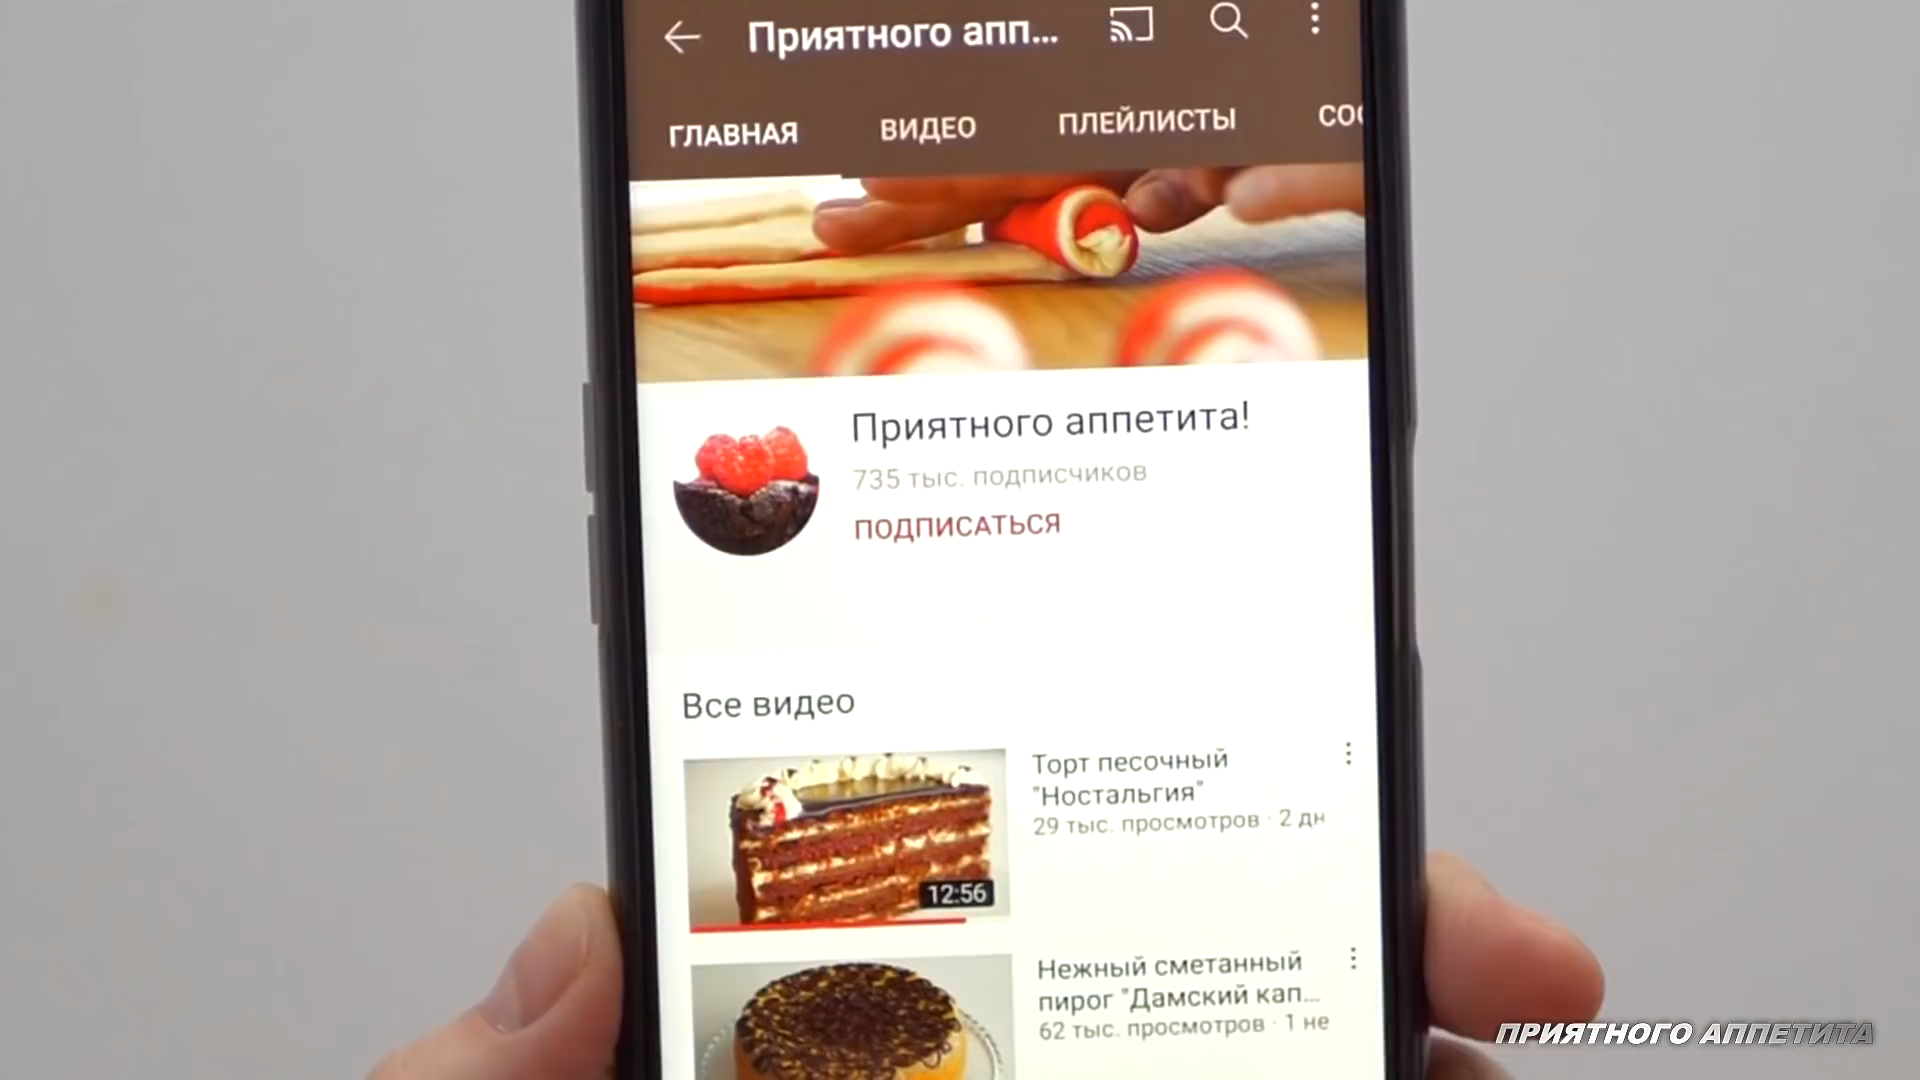 Приятного апп...
ГЛАВНАЯ ВИДЕО ПЛЕЙЛИСТЫ СОО
Приятного аппетита!
735 тыс. подписчиков
ПОДПИСАТЬСЯ
Все видео
Торт песочный
"Ностальгия"
29 тыс. просмотров · 2 дн
12:56
Нежный сметанный
пирог "Дамский кап...
62 тыс. просмотров · 1 не
ПРИЯТНОГО АППЕТИТА